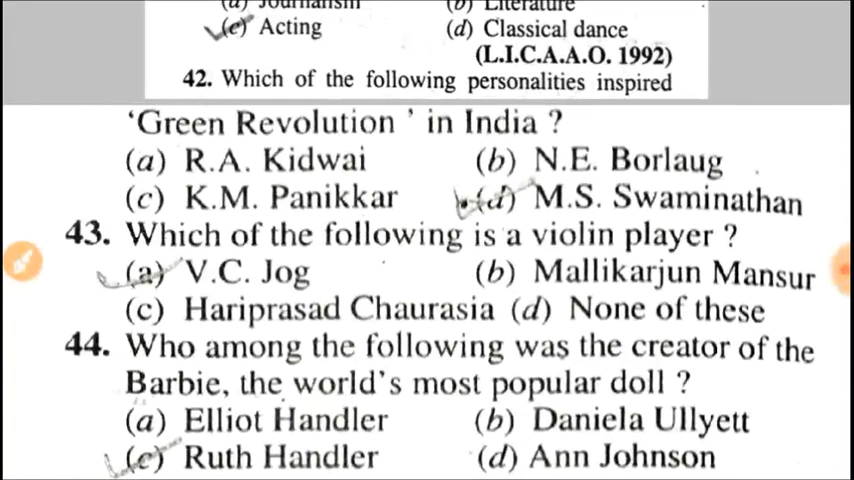 (a) Journalism (b) Literature
(c) Acting (d) Classical dance
(L.I.C.A.A.O. 1992)
42. Which of the following personalities inspired
‘Green Revolution ’ in India ?
(a) R.A. Kidwai (b) N.E. Borlaug
(c) K.M. Panikkar (d) M.S. Swaminathan
43. Which of the following is a violin player ?
(a) V.C. Jog (b) Mallikarjun Mansur
(c) Hariprasad Chaurasia (d) None of these
44. Who among the following was the creator of the
Barbie, the world’s most popular doll ?
(a) Elliot Handler (b) Daniela Ullyett
(c) Ruth Handler (d) Ann Johnson